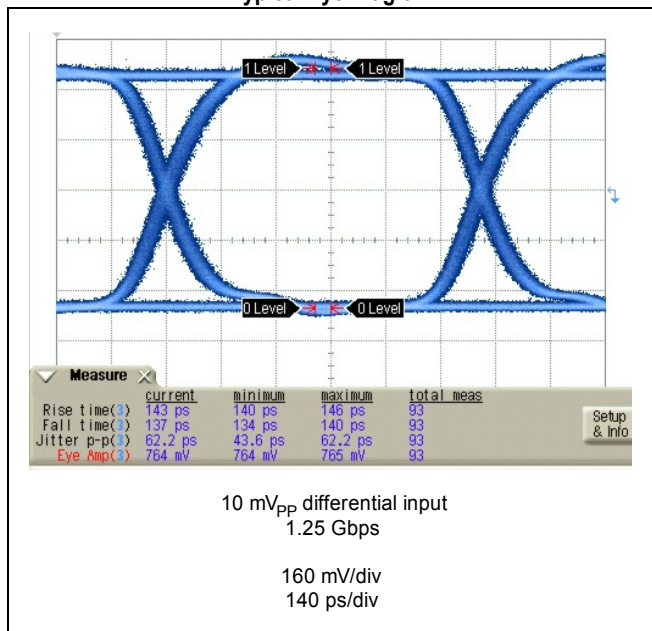 1 Level 1 Level
0 Level 0 Level
Measure
current minimum maximum total meas
Rise time(3) 143 ps 140 ps 146 ps 93
Fall time(3) 137 ps 134 ps 140 ps 93
Jitter p-p(3) 62.2 ps 43.6 ps 62.2 ps 93
Eye Amp(3) 764 mV 764 mV 765 mV 93
Setup
& Info
10 mVPP differential input
1.25 Gbps
160 mV/div
140 ps/div